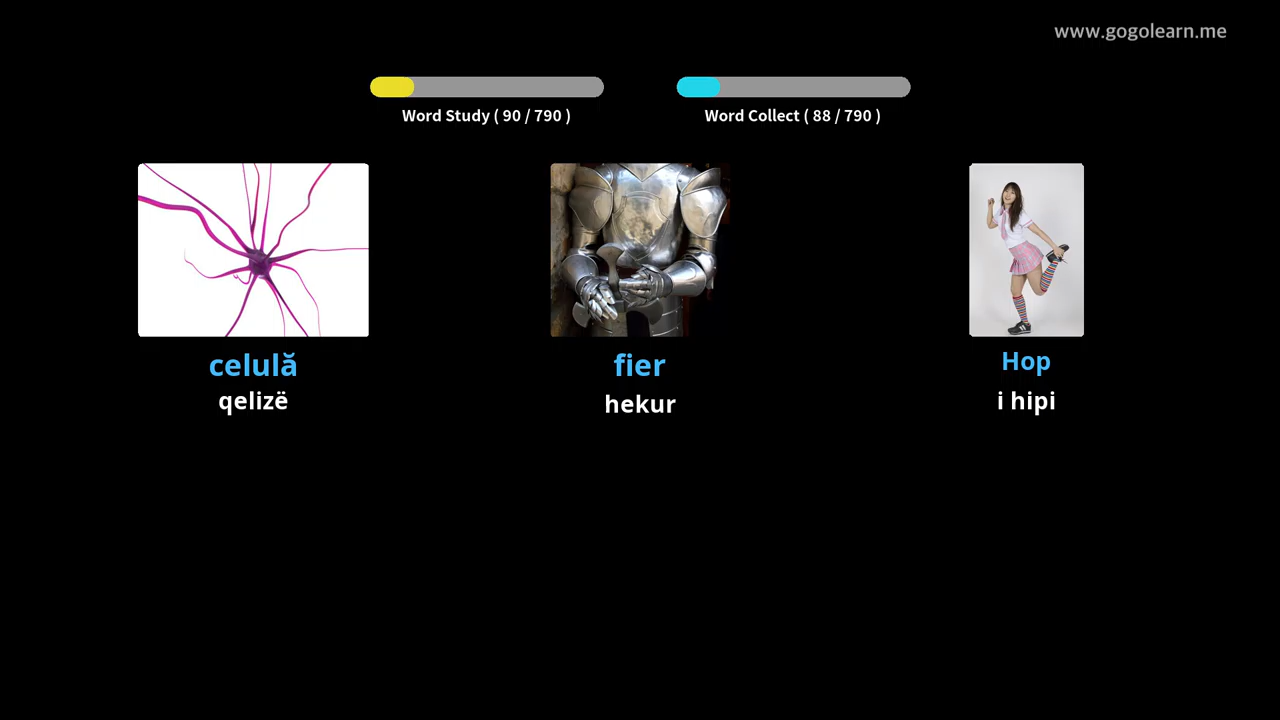 www.gogolearn.me
Word Study ( 90 / 790 )
Word Collect ( 88 / 790 )
celulă
fier
Hop
qelizë
hekur
i hipi